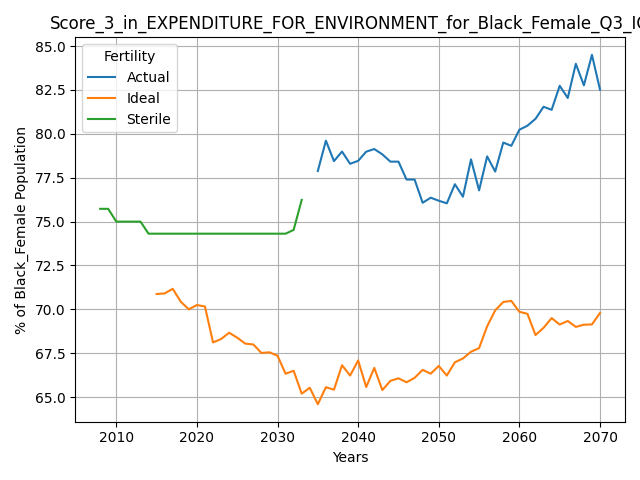 Score_3_in_EXPENDITURE_FOR_ENVIRONMENT_for_Black_Female_Q3_IQ
Fertility
Actual
Ideal
Sterile
% of Black_Female Population
85.0
82.5
80.0
77.5
75.0
72.5
70.0
67.5
65.0
2010 2020 2030 2040 2050 2060 2070
Years